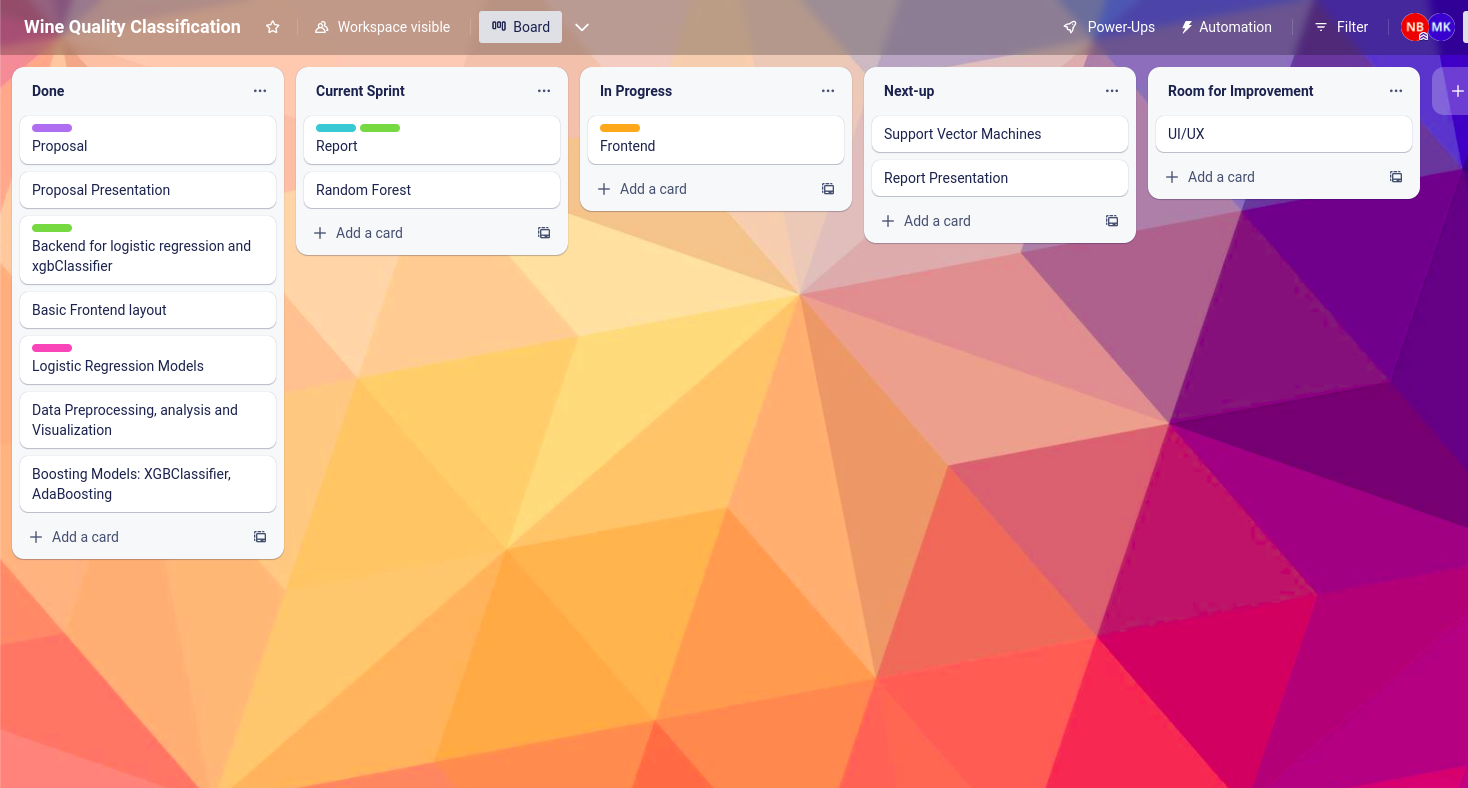 Wine Quality Classification
Workspace visible
Board
Power-Ups
Automation
Filter
NB
MK
Done
Proposal
Proposal Presentation
Backend for logistic regression and
xgbClassifier
Basic Frontend layout
Logistic Regression Models
Data Preprocessing, analysis and
Visualization
Boosting Models: XGBClassifier,
AdaBoosting
Add a card
Current Sprint
Report
Random Forest
Add a card
In Progress
Frontend
Add a card
Next-up
Support Vector Machines
Report Presentation
Add a card
Room for Improvement
UI/UX
Add a card